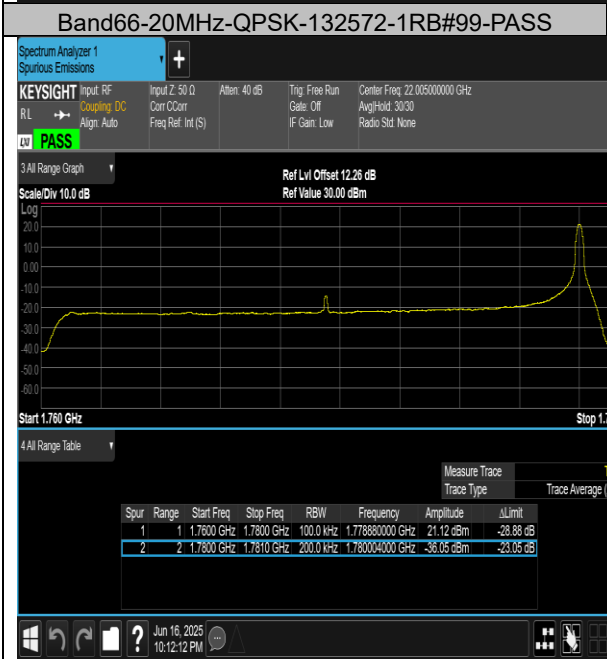 Band66-20MHz-QPSK-132572-1RB#99-PASS
Spectrum Analyzer 1
Spurious Emissions
+
KEYSIGHT Input: RF Input Z: 50 Ω Atten: 40 dB Trig: Free Run Center Freq: 22.005000000 GHz
RL Coupling: DC Corr CCorr Gate: Off Avg|Hold: 30/30
Align: Auto Freq Ref: Int (S) IF Gain: Low Radio Std: None
LXI PASS
3 All Range Graph Ref Lvl Offset 12.26 dB
Scale/Div 10.0 dB Ref Value 30.00 dBm
Log
20.0
10.0
0.00
-10.0
-20.0
-30.0
-40.0
-50.0
-60.0
Start 1.760 GHz Stop 1.7
4 All Range Table
Measure Trace
Trace Type Trace Average (
Spur Range Start Freq Stop Freq RBW Frequency Amplitude ΔLimit
1 1 1.7600 GHz 1.7800 GHz 100.0 kHz 1.778880000 GHz 21.12 dBm -28.88 dB
2 2 1.7800 GHz 1.7810 GHz 200.0 kHz 1.780004000 GHz -36.05 dBm -23.05 dB
? Jun 16, 2025
10:12:12 PM